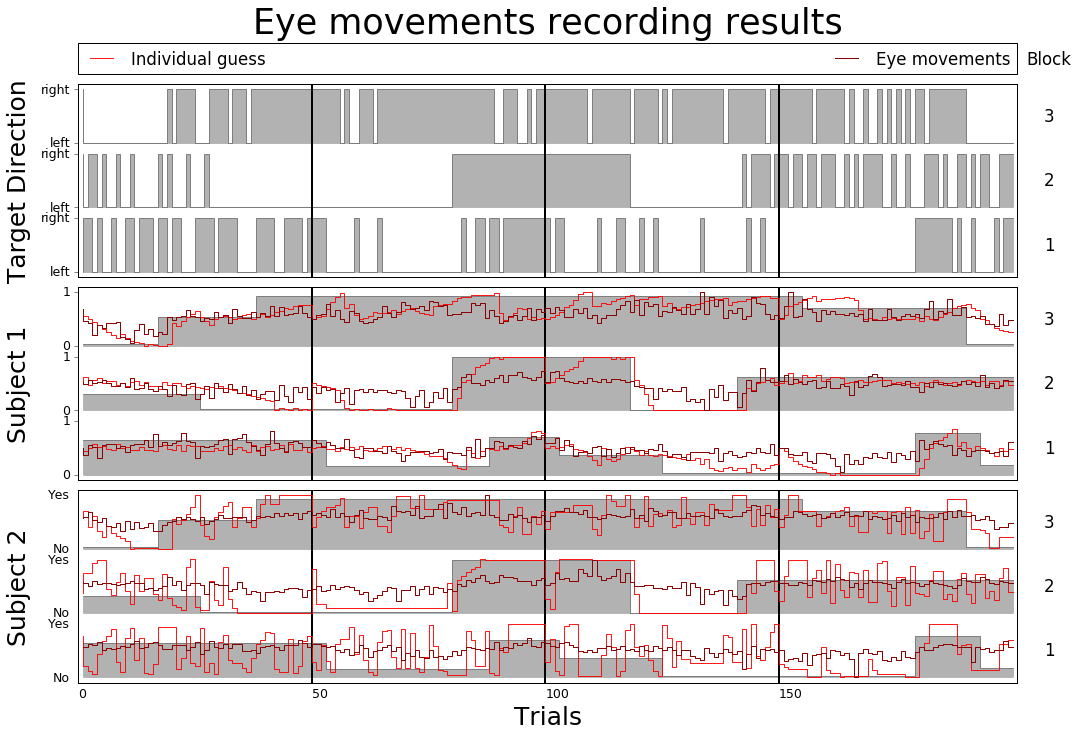 Eye movements recording results
Individual guess
Eye movements
Block
Target Direction
right
left
3
right
left
2
right
left
1
Subject 1
1
0
3
1
0
2
1
0
1
Subject 2
Yes
No
3
Yes
No
2
Yes
No
1
0 50 100 150
Trials